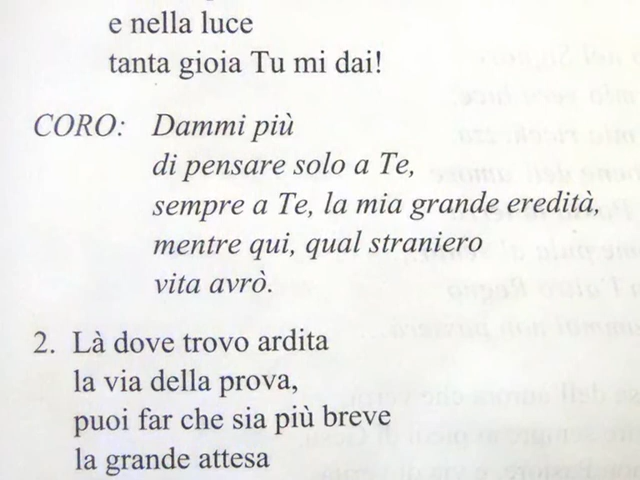 e nella luce
tanta gioia Tu mi dai!
CORO: Dammi più
di pensare solo a Te,
sempre a Te, la mia grande eredità,
mentre qui, qual straniero
vita avrò.
2. Là dove trovo ardita
la via della prova,
puoi far che sia più breve
la grande attesa